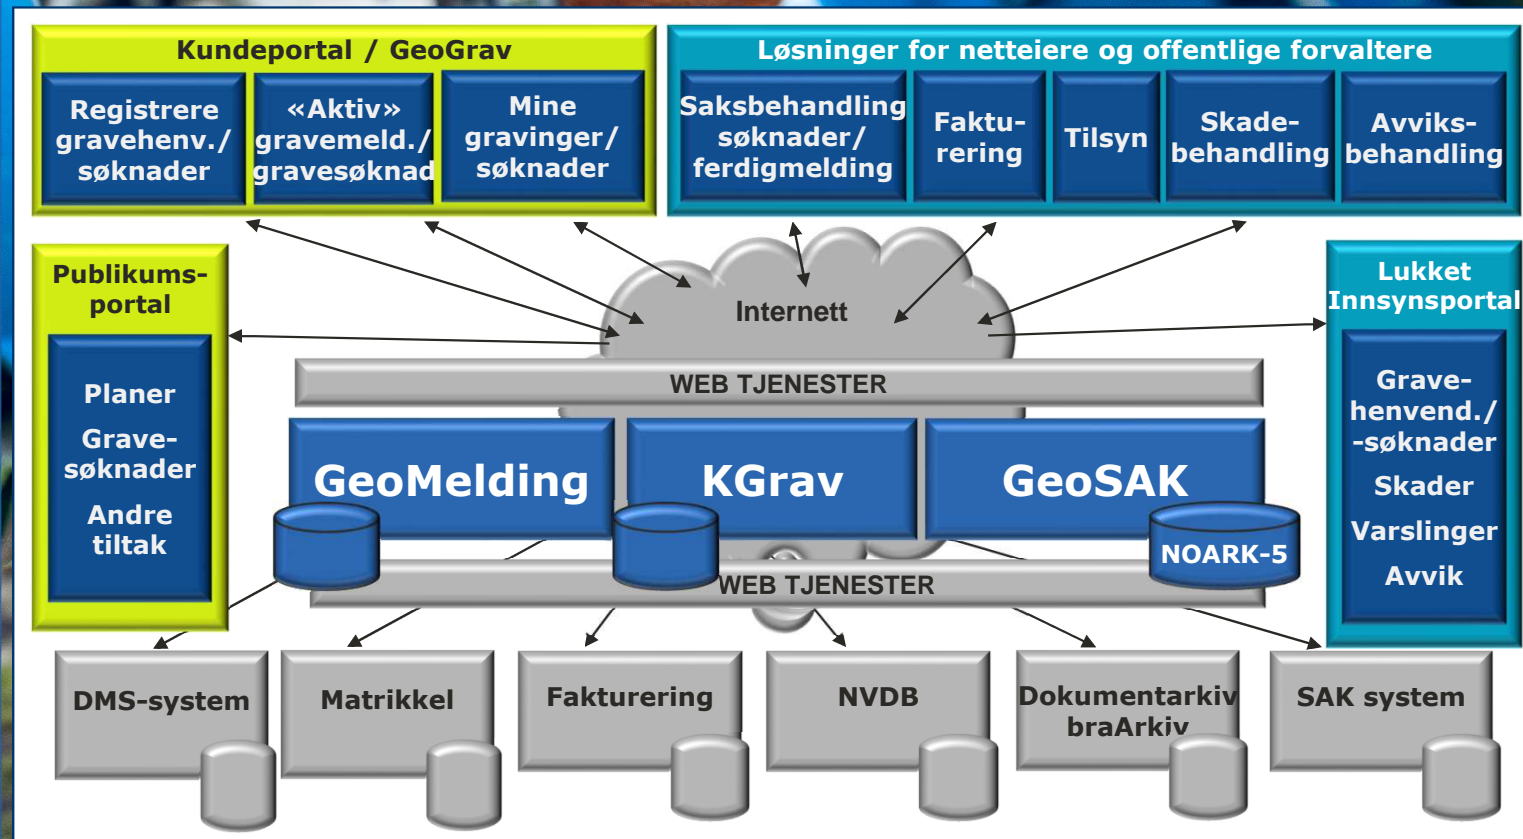 Kundeportal / GeoGrav
Registrere
gravehenv./
søknader
«Aktiv»
gravemeld./
gravesøknad
Mine
gravinger/
søknader
Løsninger for netteiere og offentlige forvaltere
Saksbehandling
søknader/
ferdigmelding
Faktu-
rering
Tilsyn
Skade-
behandling
Avviks-
behandling
Publikums-
portal
Planer
Grave-
søknader
Andre
tiltak
Internett
WEB TJENESTER
GeoMelding
KGrav
GeoSAK
NOARK-5
WEB TJENESTER
Lukket
Innsynsportal
Grave-
henvend./
-søknader
Skader
Varslinger
Avvik
DMS-system
Matrikkel
Fakturering
NVDB
Dokumentarkiv
braArkiv
SAK system